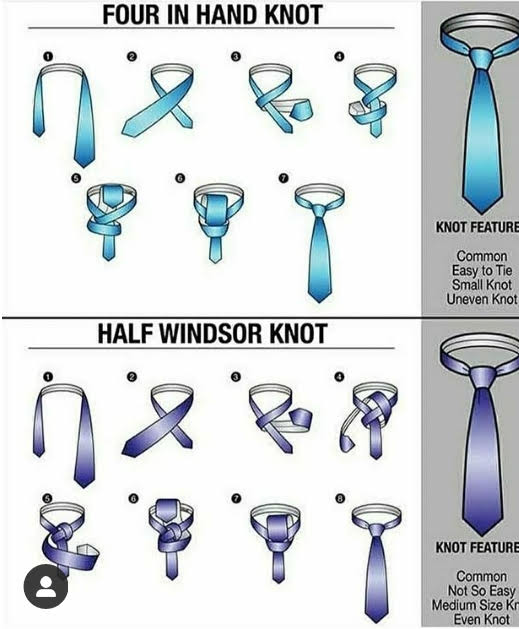 FOUR IN HAND KNOT
1 2 3 4
5 6 7
KNOT FEATURE
Common
Easy to Tie
Small Knot
Uneven Knot
HALF WINDSOR KNOT
1 2 3 4
5 6 7 8
KNOT FEATURE
Common
Not So Easy
Medium Size Kn
Even Knot